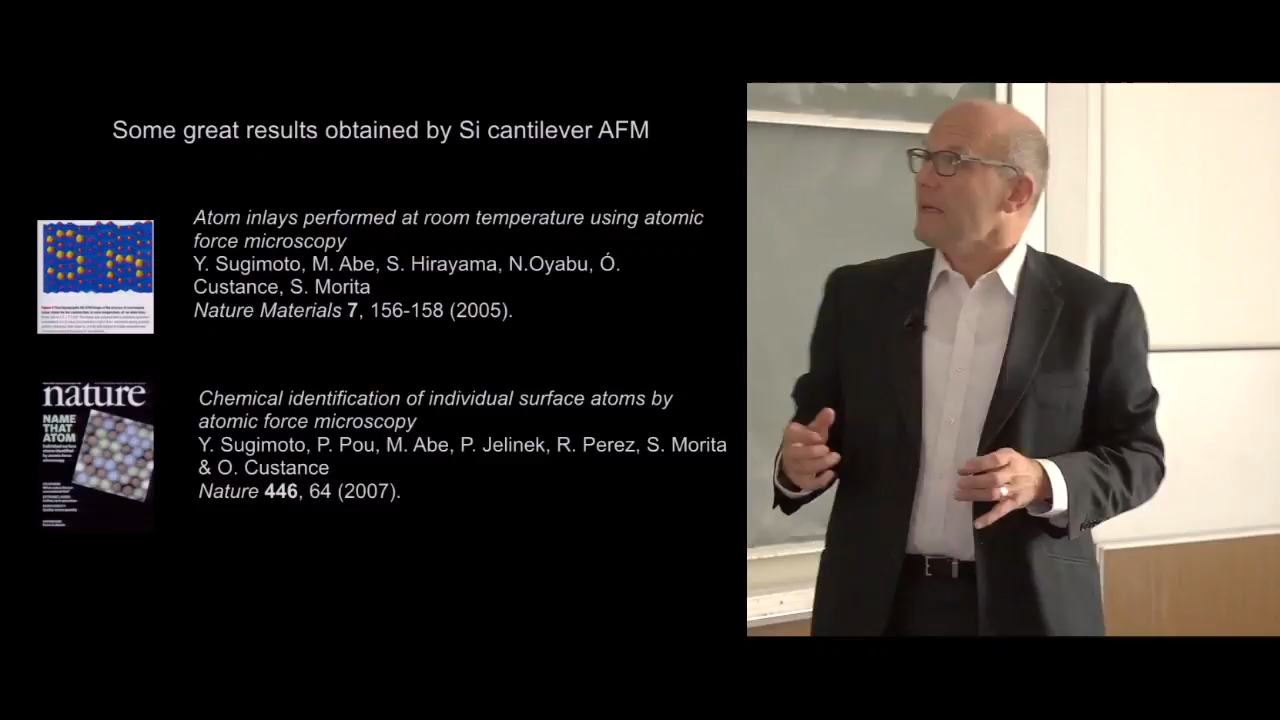 Some great results obtained by Si cantilever AFM
Atom inlays performed at room temperature using atomic
force microscopy
Y. Sugimoto, M. Abe, S. Hirayama, N.Oyabu, Ó.
Custance, S. Morita
Nature Materials 7, 156-158 (2005).
nature
NAME
THAT
ATOM
Chemical identification of individual surface atoms by
atomic force microscopy
Y. Sugimoto, P. Pou, M. Abe, P. Jelinek, R. Perez, S. Morita
& O. Custance
Nature 446, 64 (2007).